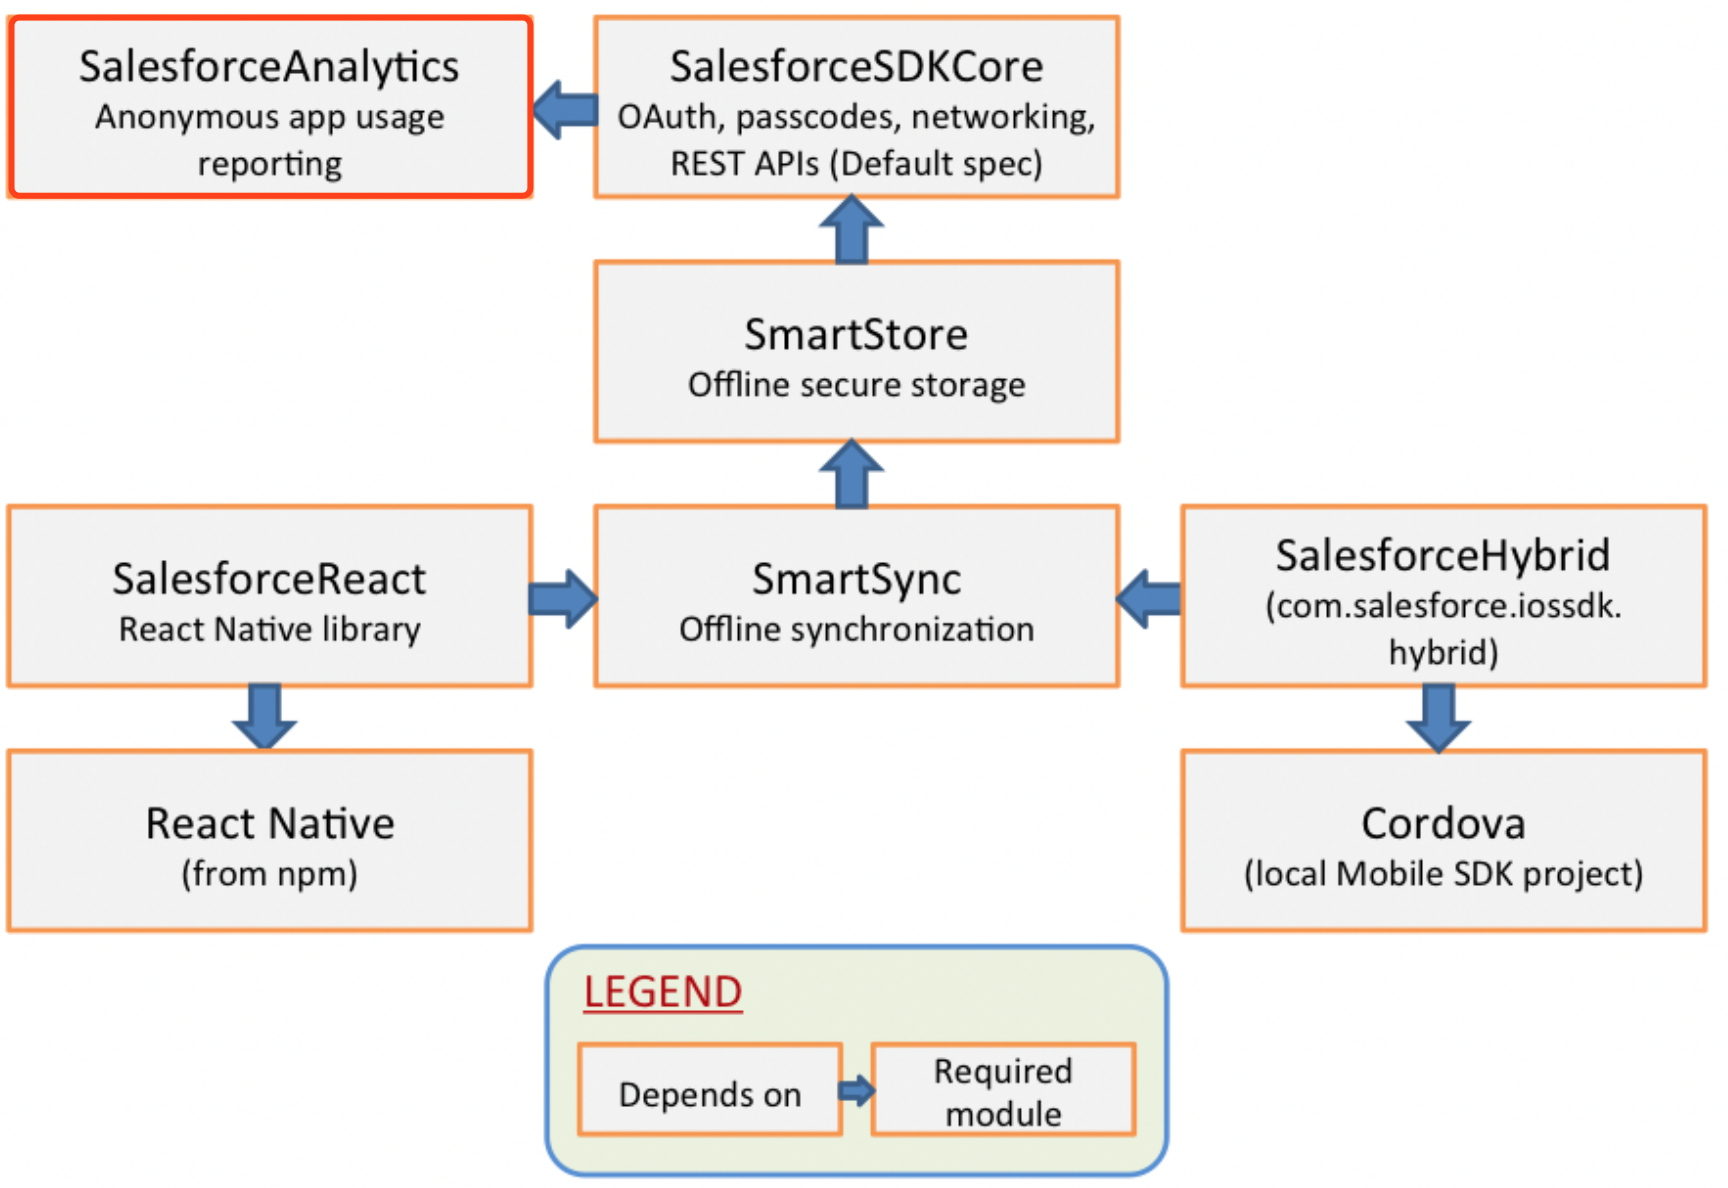 SalesforceAnalytics
Anonymous app usage
reporting
SalesforceSDKCore
OAuth, passcodes, networking,
REST APIs (Default spec)
SmartStore
Offline secure storage
SalesforceReact
React Native library
SmartSync
Offline synchronization
SalesforceHybrid
(com.salesforce.iossdk.
hybrid)
React Native
(from npm)
Cordova
(local Mobile SDK project)
LEGEND
Depends on
Required
module